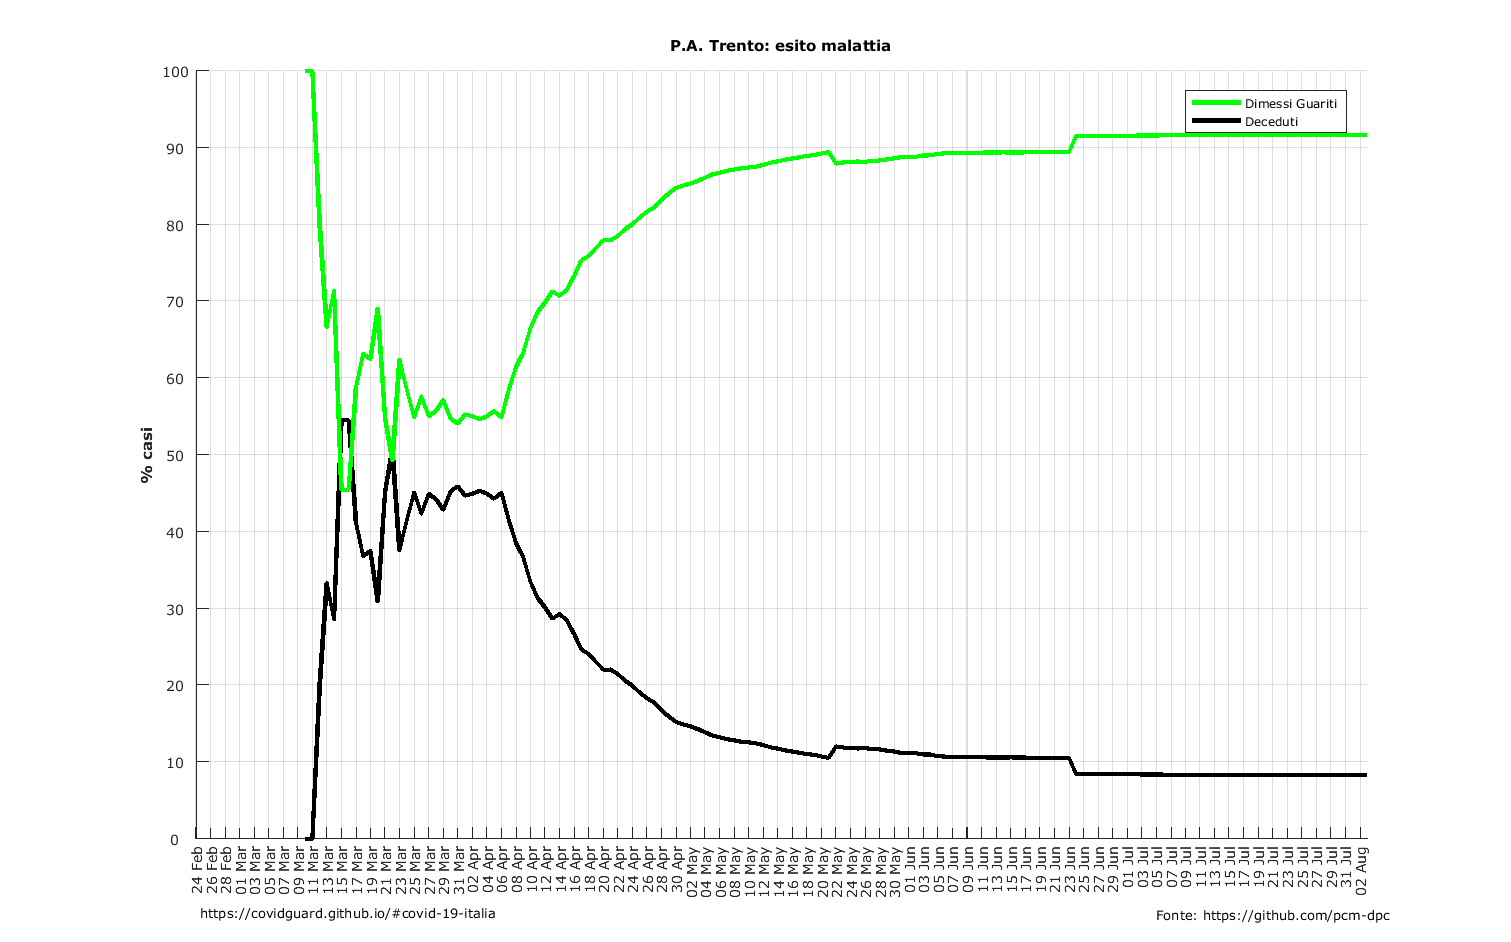 P.A. Trento: esito malattia
Dimessi Guariti
Deceduti
% casi
100
90
80
70
60
50
40
30
20
10
0
24 Feb
26 Feb
28 Feb
01 Mar
03 Mar
05 Mar
07 Mar
09 Mar
11 Mar
13 Mar
15 Mar
17 Mar
19 Mar
21 Mar
23 Mar
25 Mar
27 Mar
29 Mar
31 Mar
02 Apr
04 Apr
06 Apr
08 Apr
10 Apr
12 Apr
14 Apr
16 Apr
18 Apr
20 Apr
22 Apr
24 Apr
26 Apr
28 Apr
30 Apr
02 May
04 May
06 May
08 May
10 May
12 May
14 May
16 May
18 May
20 May
22 May
24 May
26 May
28 May
30 May
01 Jun
03 Jun
05 Jun
07 Jun
09 Jun
11 Jun
13 Jun
15 Jun
17 Jun
19 Jun
21 Jun
23 Jun
25 Jun
27 Jun
29 Jun
01 Jul
03 Jul
05 Jul
07 Jul
09 Jul
11 Jul
13 Jul
15 Jul
17 Jul
19 Jul
21 Jul
23 Jul
25 Jul
27 Jul
29 Jul
31 Jul
02 Aug
https://covidguard.github.io/#covid-19-italia
Fonte: https://github.com/pcm-dpc